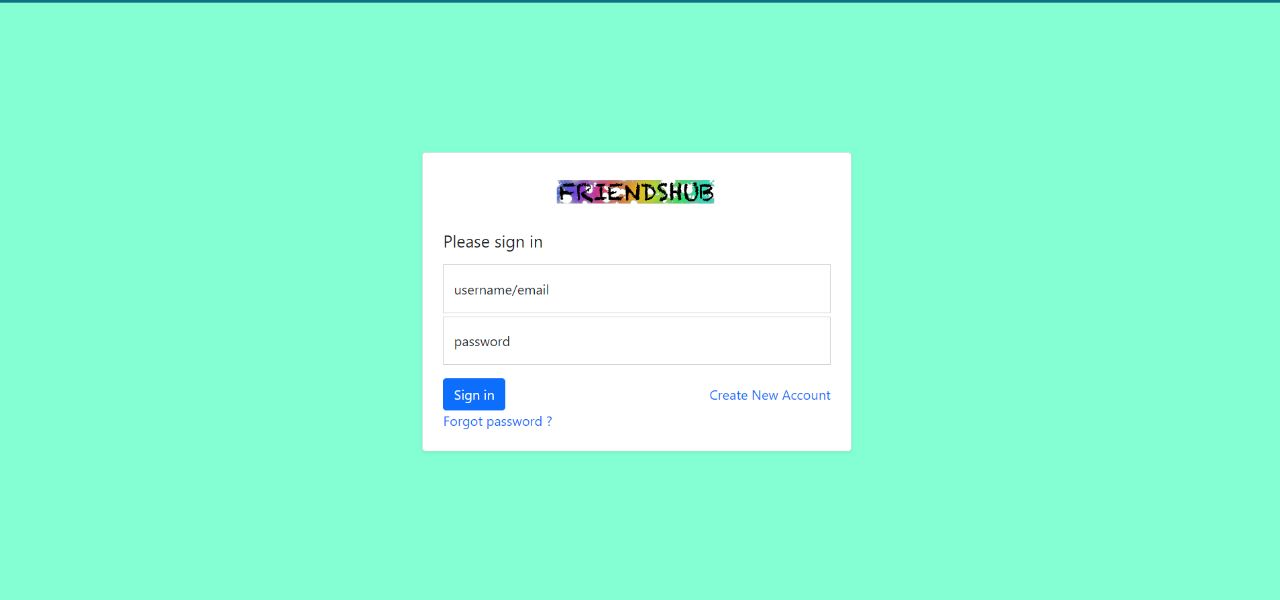 FRIENDSHUB
Please sign in
username/email
password
Sign in
Create New Account
Forgot password ?